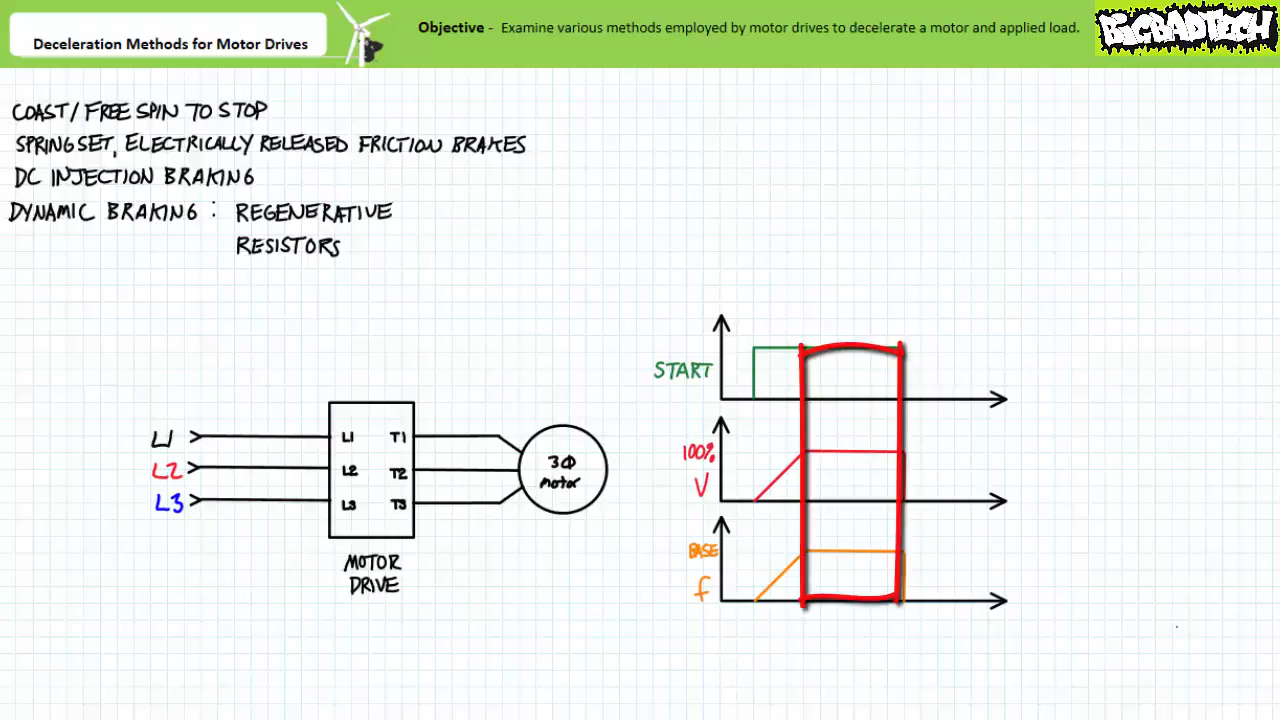 Deceleration Methods for Motor Drives
Objective - Examine various methods employed by motor drives to decelerate a motor and applied load.
BIGBADTECH
COAST/FREE SPIN TO STOP
SPRING SET, ELECTRICALLY RELEASED FRICTION BRAKES
DC INJECTION BRAKING
DYNAMIC BRAKING : REGENERATIVE
RESISTORS
START
100%
V
BASE
f
L1
L2
L3
L1 T1
L2 T2
L3 T3
3Φ
motor
MOTOR
DRIVE